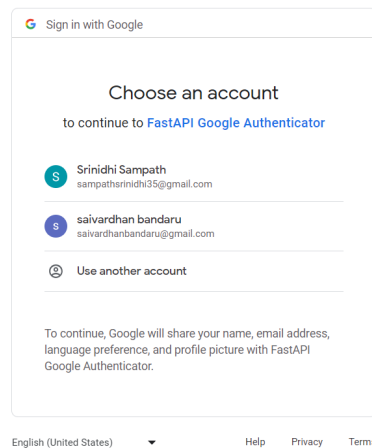 Sign in with Google
Choose an account
to continue to FastAPI Google Authenticator
S
Srinidhi Sampath
sampathsrinidhi35@gmail.com
s
saivardhan bandaru
saivardhanbandaru@gmail.com
Use another account
To continue, Google will share your name, email address,
language preference, and profile picture with FastAPI
Google Authenticator.
English (United States) Help Privacy Term